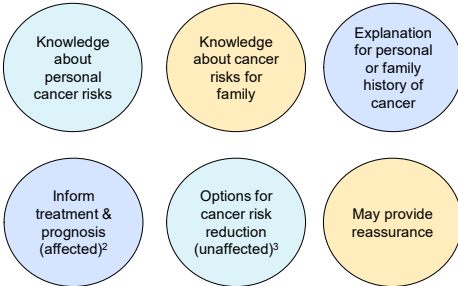 Knowledge
about
personal
cancer risks
Knowledge
about cancer
risks for
family
Explanation
for personal
or family
history of
cancer
Inform
treatment &
prognosis
(affected)²
Options for
cancer risk
reduction
(unaffected)³
May provide
reassurance